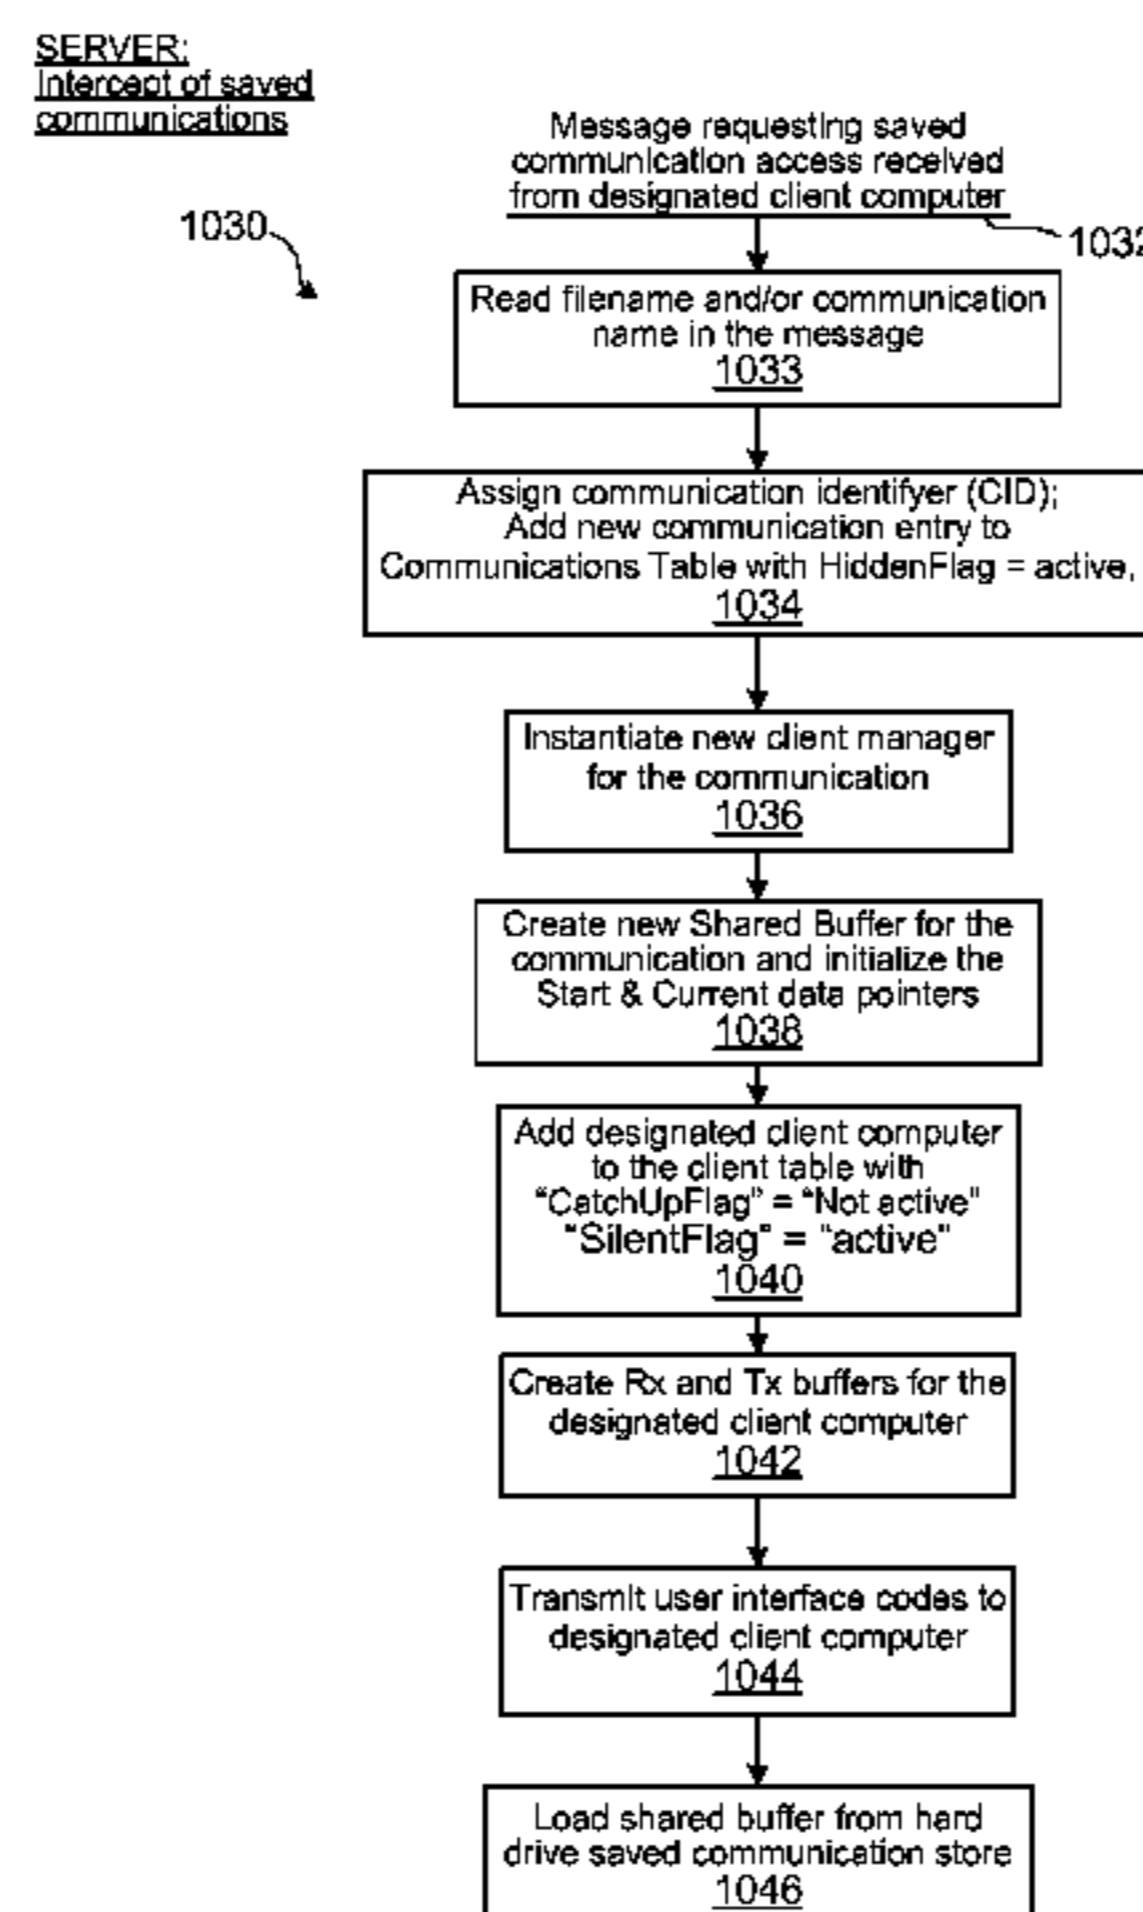 SERVER:
Intercept of saved
communications
Message requesting saved
communication access received
from designated client computer
1030
1032
Read filename and/or communication
name in the message
1033
Assign communication identifyer (CID);
Add new communication entry to
Communications Table with HiddenFlag = active,
1034
Instantiate new client manager
for the communication
1036
Create new Shared Buffer for the
communication and initialize the
Start & Current data pointers
1038
Add designated client computer
to the client table with
“CatchUpFlag” = “Not active”
“SilentFlag” = “active”
1040
Create Rx and Tx buffers for the
designated client computer
1042
Transmit user interface codes to
designated client computer
1044
Load shared buffer from hard
drive saved communication store
1046